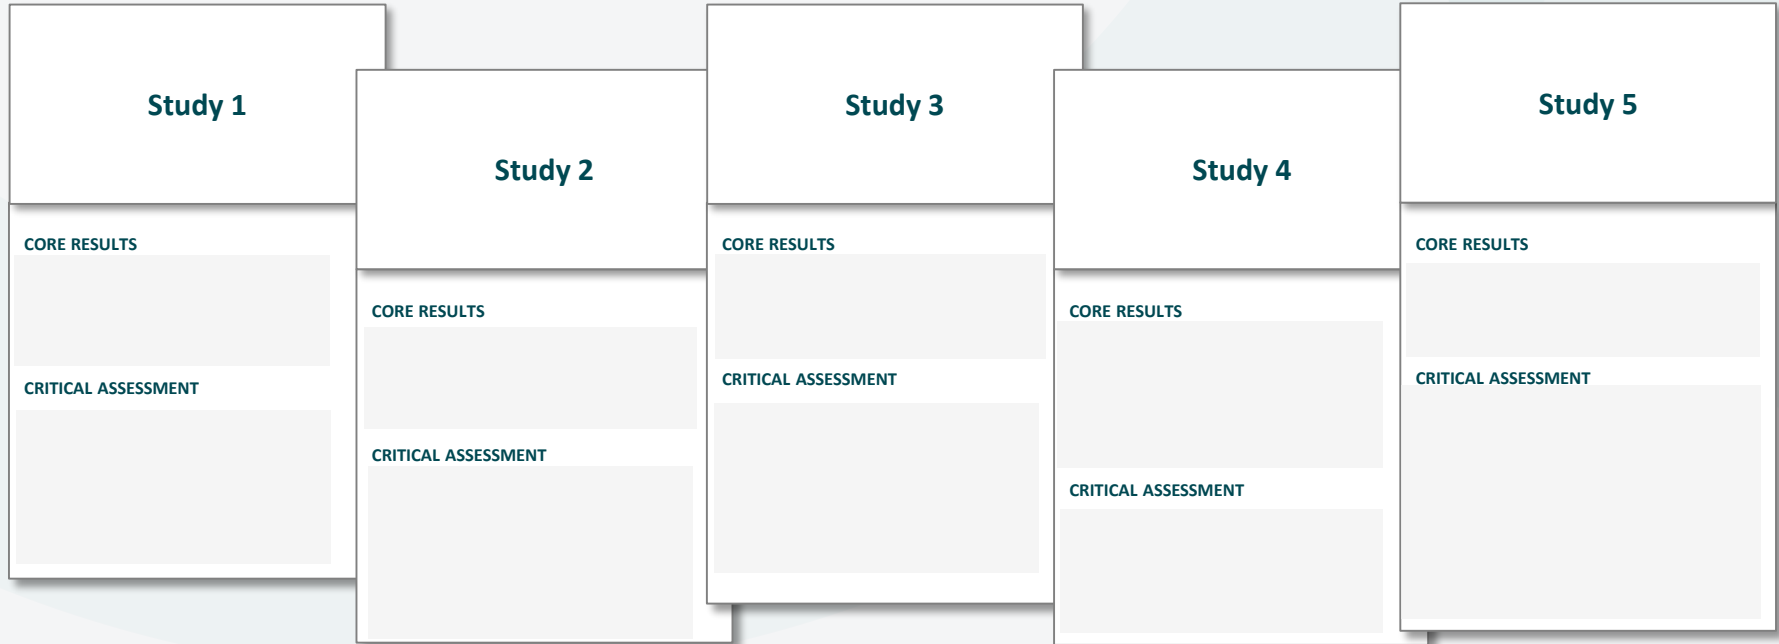 Study 1
CORE RESULTS
CRITICAL ASSESSMENT
Study 2
CORE RESULTS
CRITICAL ASSESSMENT
Study 3
CORE RESULTS
CRITICAL ASSESSMENT
Study 4
CORE RESULTS
CRITICAL ASSESSMENT
Study 5
CORE RESULTS
CRITICAL ASSESSMENT